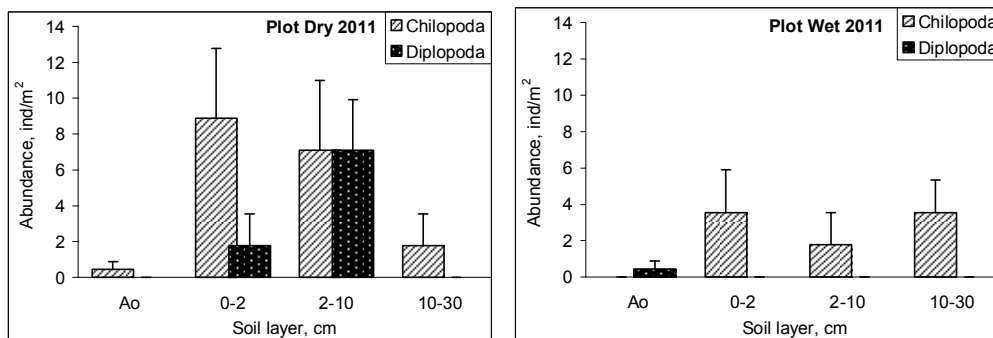 Plot Dry 2011
Chilopoda
Diplopoda
Abundance, ind/m²
14
12
10
8
6
4
2
0
Ao 0-2 2-10 10-30
Soil layer, cm
Plot Wet 2011
Chilopoda
Diplopoda
Abundance, ind/m²
14
12
10
8
6
4
2
0
Ao 0-2 2-10 10-30
Soil layer, cm